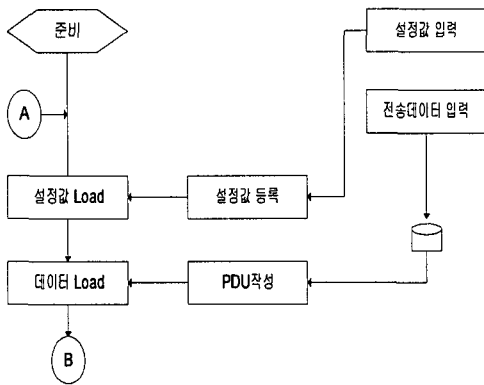 준비
설정값 입력
A
전송데이터 입력
설정값 Load
설정값 등록
데이터 Load
PDU작성
B